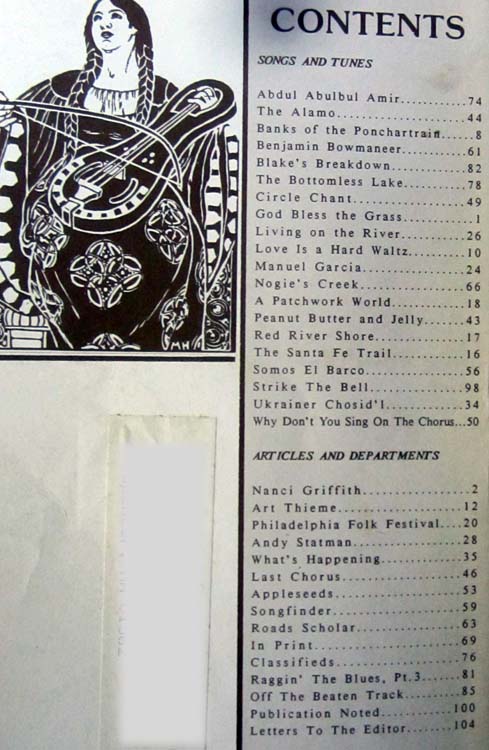 CONTENTS
SONGS AND TUNES
Abdul Abulbul Amir...........74
The Alamo....................44
Banks of the Ponchartrain.....8
Benjamin Bowmaneer...........61
Blake's Breakdown............82
The Bottomless Lake..........78
Circle Chant.................49
God Bless the Grass...........1
Living on the River..........26
Love Is a Hard Waltz.........10
Manuel Garcia................24
Nogie's Creek................66
A Patchwork World............18
Peanut Butter and Jelly......43
Red River Shore..............17
The Santa Fe Trail...........16
Somos El Barco...............56
Strike The Bell..............98
Ukrainer Chosid'l............34
Why Don't You Sing On The Chorus...50
ARTICLES AND DEPARTMENTS
Nanci Griffith................2
Art Thieme...................12
Philadelphia Folk Festival....20
Andy Statman.................28
What's Happening.............35
Last Chorus..................46
Appleseeds...................53
Songfinder...................59
Roads Scholar................63
In Print.....................69
Classifieds..................76
Raggin' The Blues, Pt.3......81
Off The Beaten Track.........85
Publication Noted...........100
Letters To The Editor.......104
MH